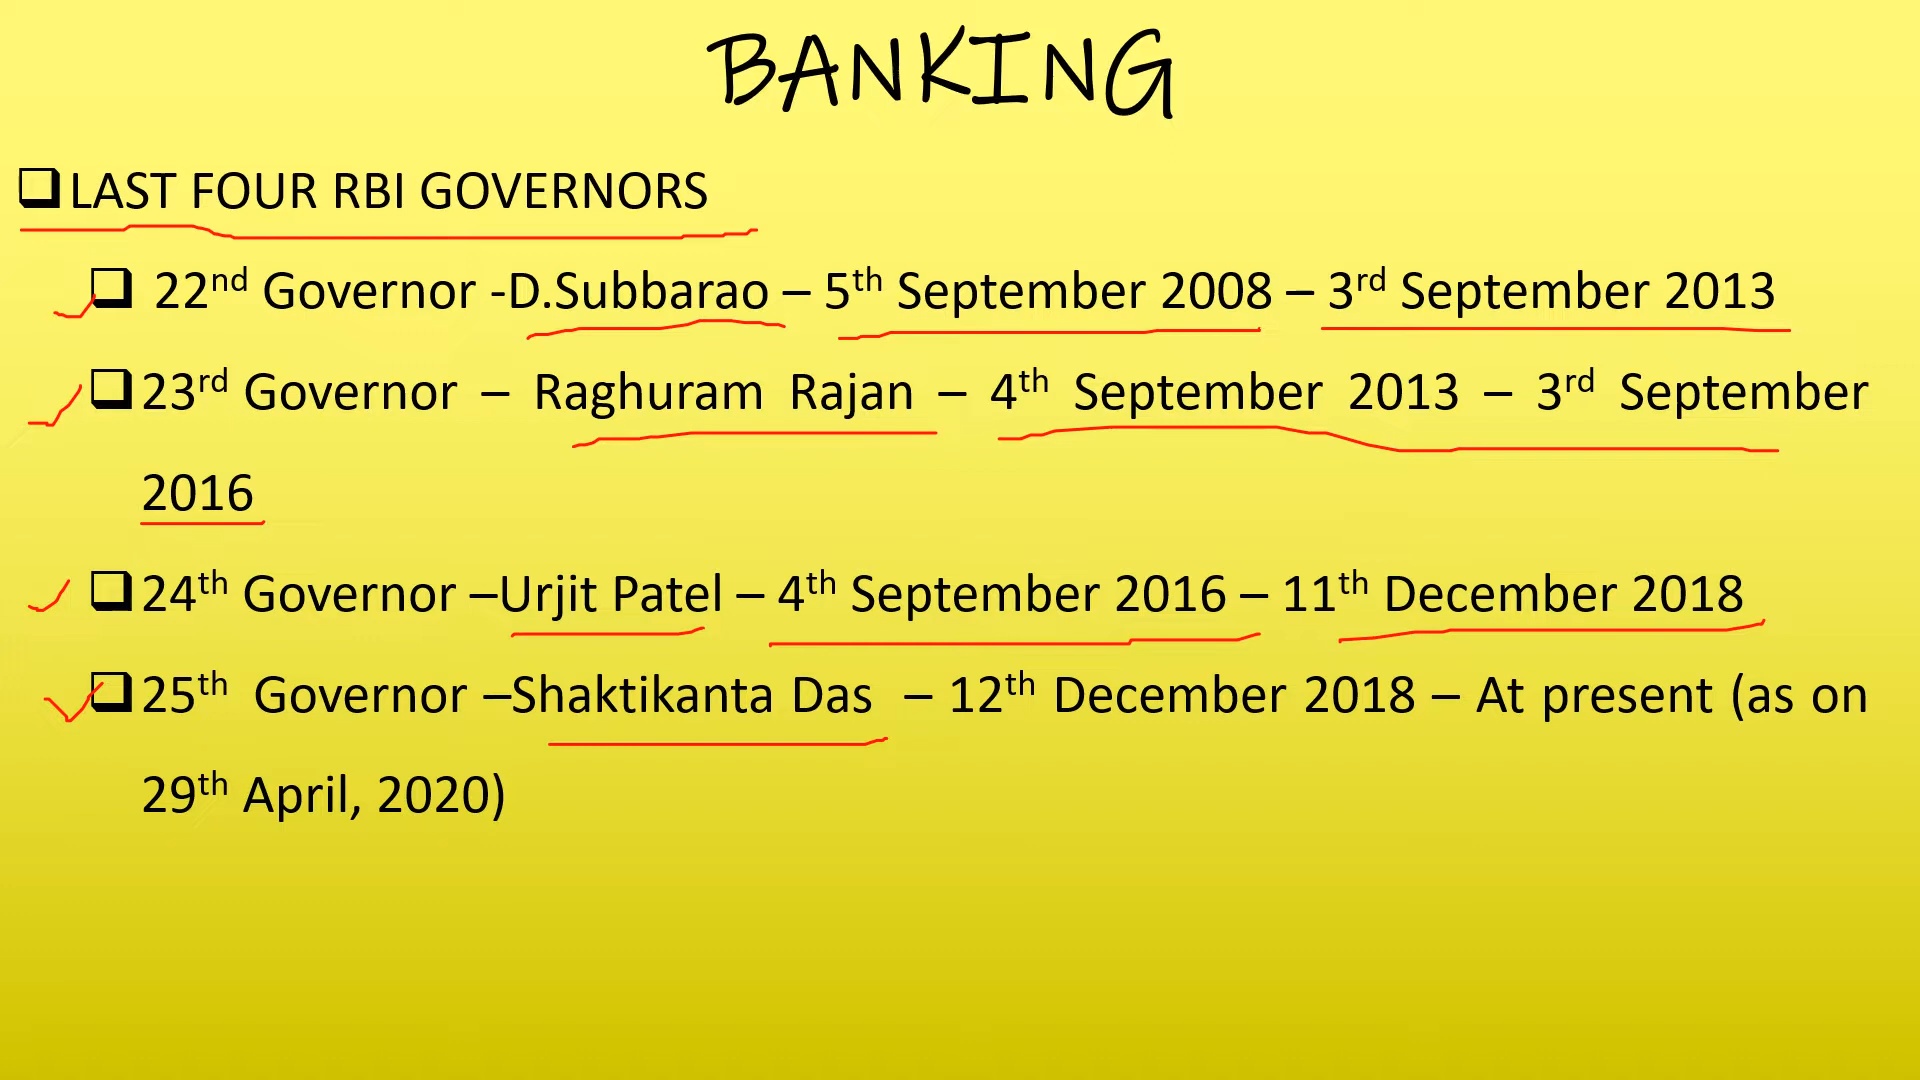 BANKING
LAST FOUR RBI GOVERNORS
22nd Governor -D.Subbarao – 5th September 2008 – 3rd September 2013
23rd Governor – Raghuram Rajan – 4th September 2013 – 3rd September
2016
24th Governor –Urjit Patel – 4th September 2016 – 11th December 2018
25th Governor –Shaktikanta Das – 12th December 2018 – At present (as on
29th April, 2020)